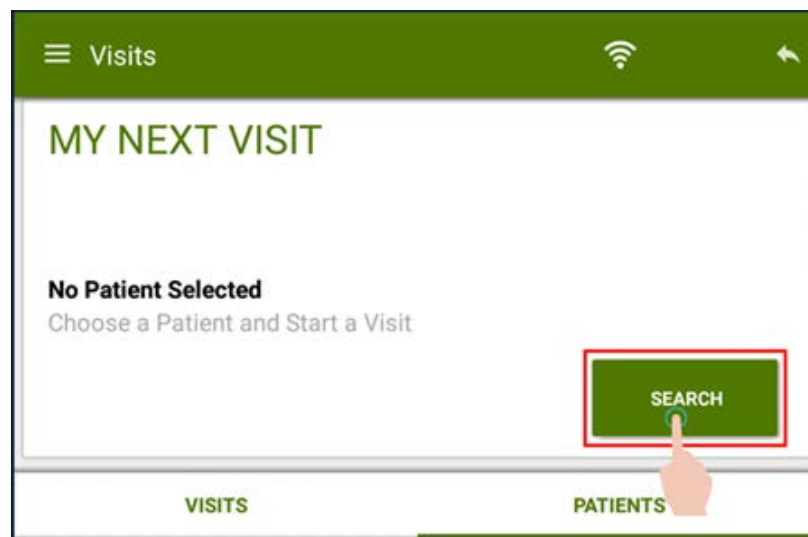 Visits
MY NEXT VISIT
No Patient Selected
Choose a Patient and Start a Visit
SEARCH
VISITS
PATIENTS